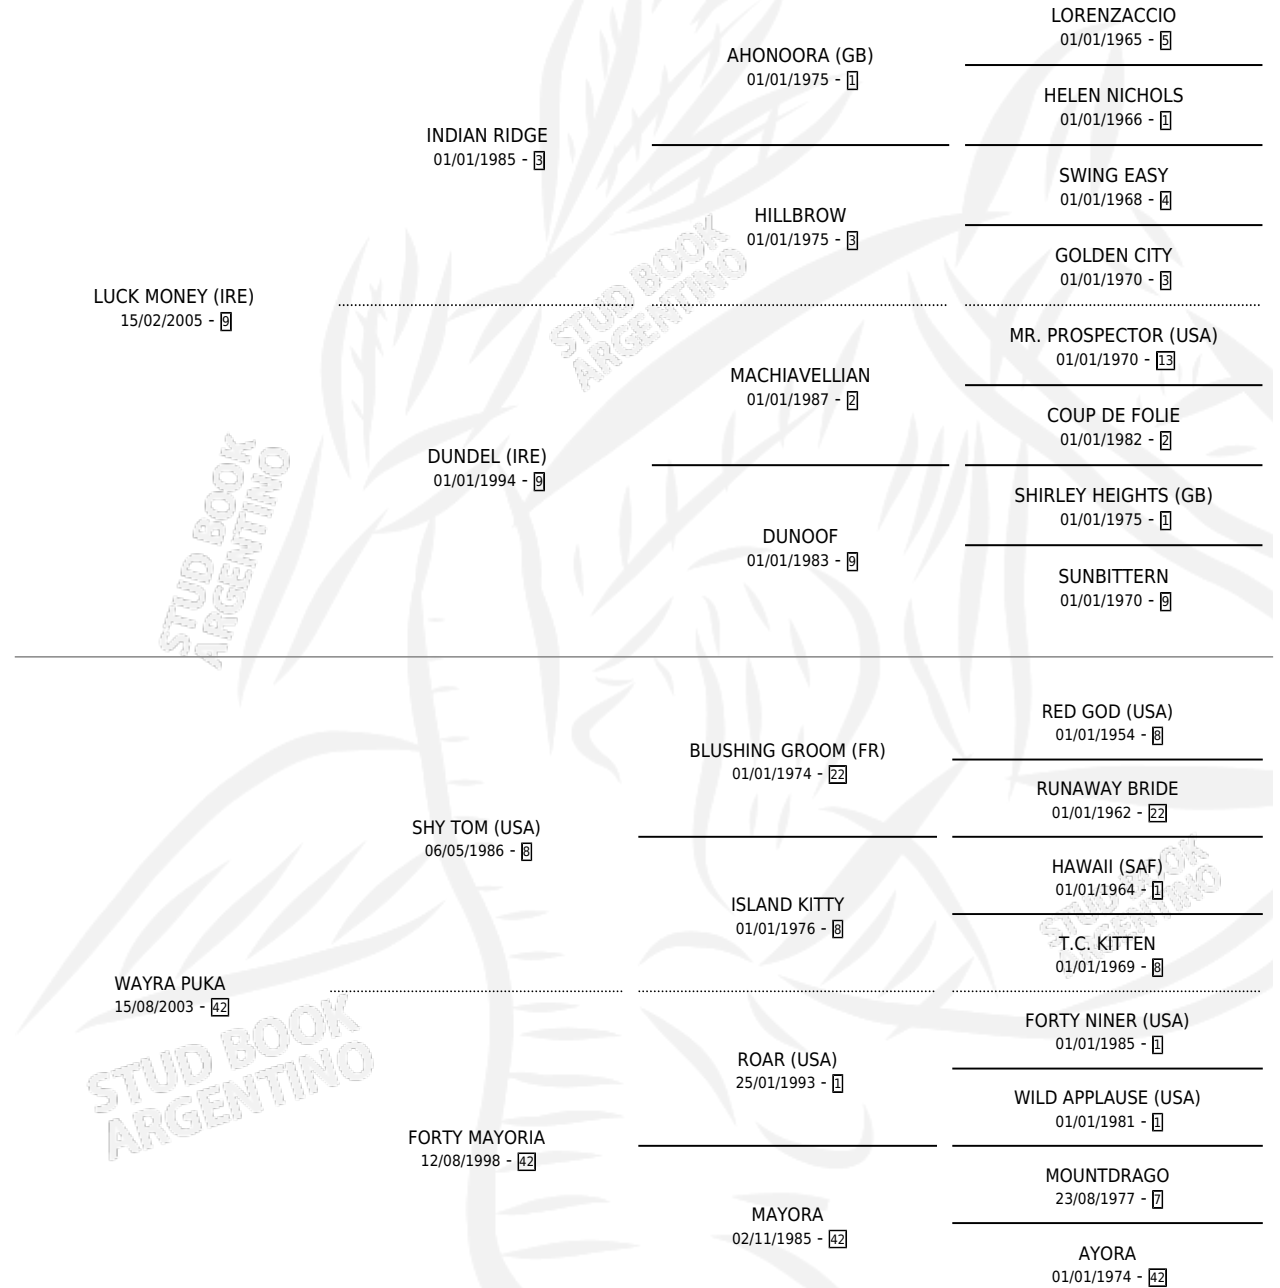 LORENZACCIO
01/01/1965 - 5
AHONOORA (GB)
01/01/1975 - 1
HELEN NICHOLS
01/01/1966 - 1
INDIAN RIDGE
01/01/1985 - 3
SWING EASY
01/01/1968 - 4
HILLBROW
01/01/1975 - 3
GOLDEN CITY
01/01/1970 - 3
LUCK MONEY (IRE)
15/02/2005 - 9
MR. PROSPECTOR (USA)
01/01/1970 - 13
MACHIAVELLIAN
01/01/1987 - 2
COUP DE FOLIE
01/01/1982 - 2
DUNDEL (IRE)
01/01/1994 - 9
SHIRLEY HEIGHTS (GB)
01/01/1975 - 1
DUNOOF
01/01/1983 - 9
SUNBITTERN
01/01/1970 - 9
RED GOD (USA)
01/01/1954 - 8
BLUSHING GROOM (FR)
01/01/1974 - 22
RUNAWAY BRIDE
01/01/1962 - 22
SHY TOM (USA)
06/05/1986 - 8
HAWAII (SAF)
01/01/1964 - 1
ISLAND KITTY
01/01/1976 - 8
T.C. KITTEN
01/01/1969 - 8
WAYRA PUKA
15/08/2003 - 42
FORTY NINER (USA)
01/01/1985 - 1
ROAR (USA)
25/01/1993 - 1
WILD APPLAUSE (USA)
01/01/1981 - 1
FORTY MAYORIA
12/08/1998 - 42
MOUNTDRAGO
23/08/1977 - 7
MAYORA
02/11/1985 - 42
AYORA
01/01/1974 - 42
STUD BOOK
ARGENTINO
STUD BOOK
ARGENTINO
STUD BOOK
ARGENTINO
STUD BOOK
ARGENTINO